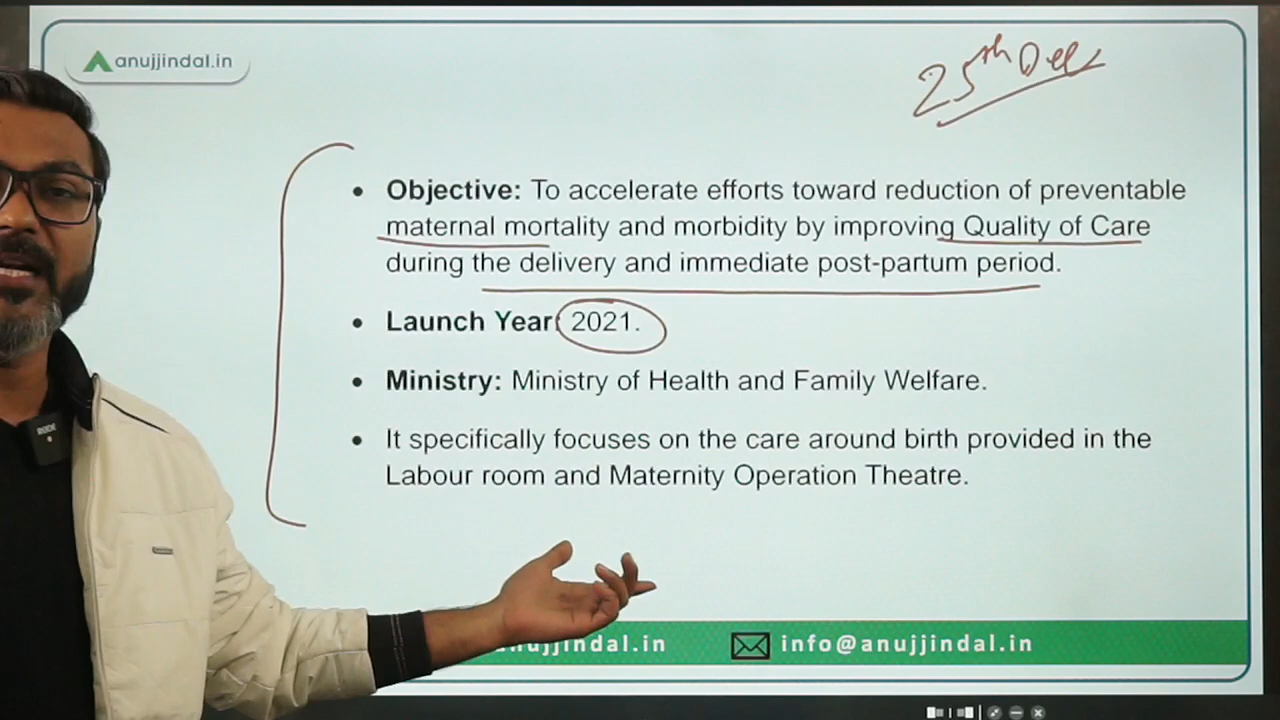 anujjindal.in
25th Dec
• Objective: To accelerate efforts toward reduction of preventable
maternal mortality and morbidity by improving Quality of Care
during the delivery and immediate post-partum period.
• Launch Year: 2021.
• Ministry: Ministry of Health and Family Welfare.
• It specifically focuses on the care around birth provided in the
Labour room and Maternity Operation Theatre.
anujjindal.in
info@anujjindal.in
RODE